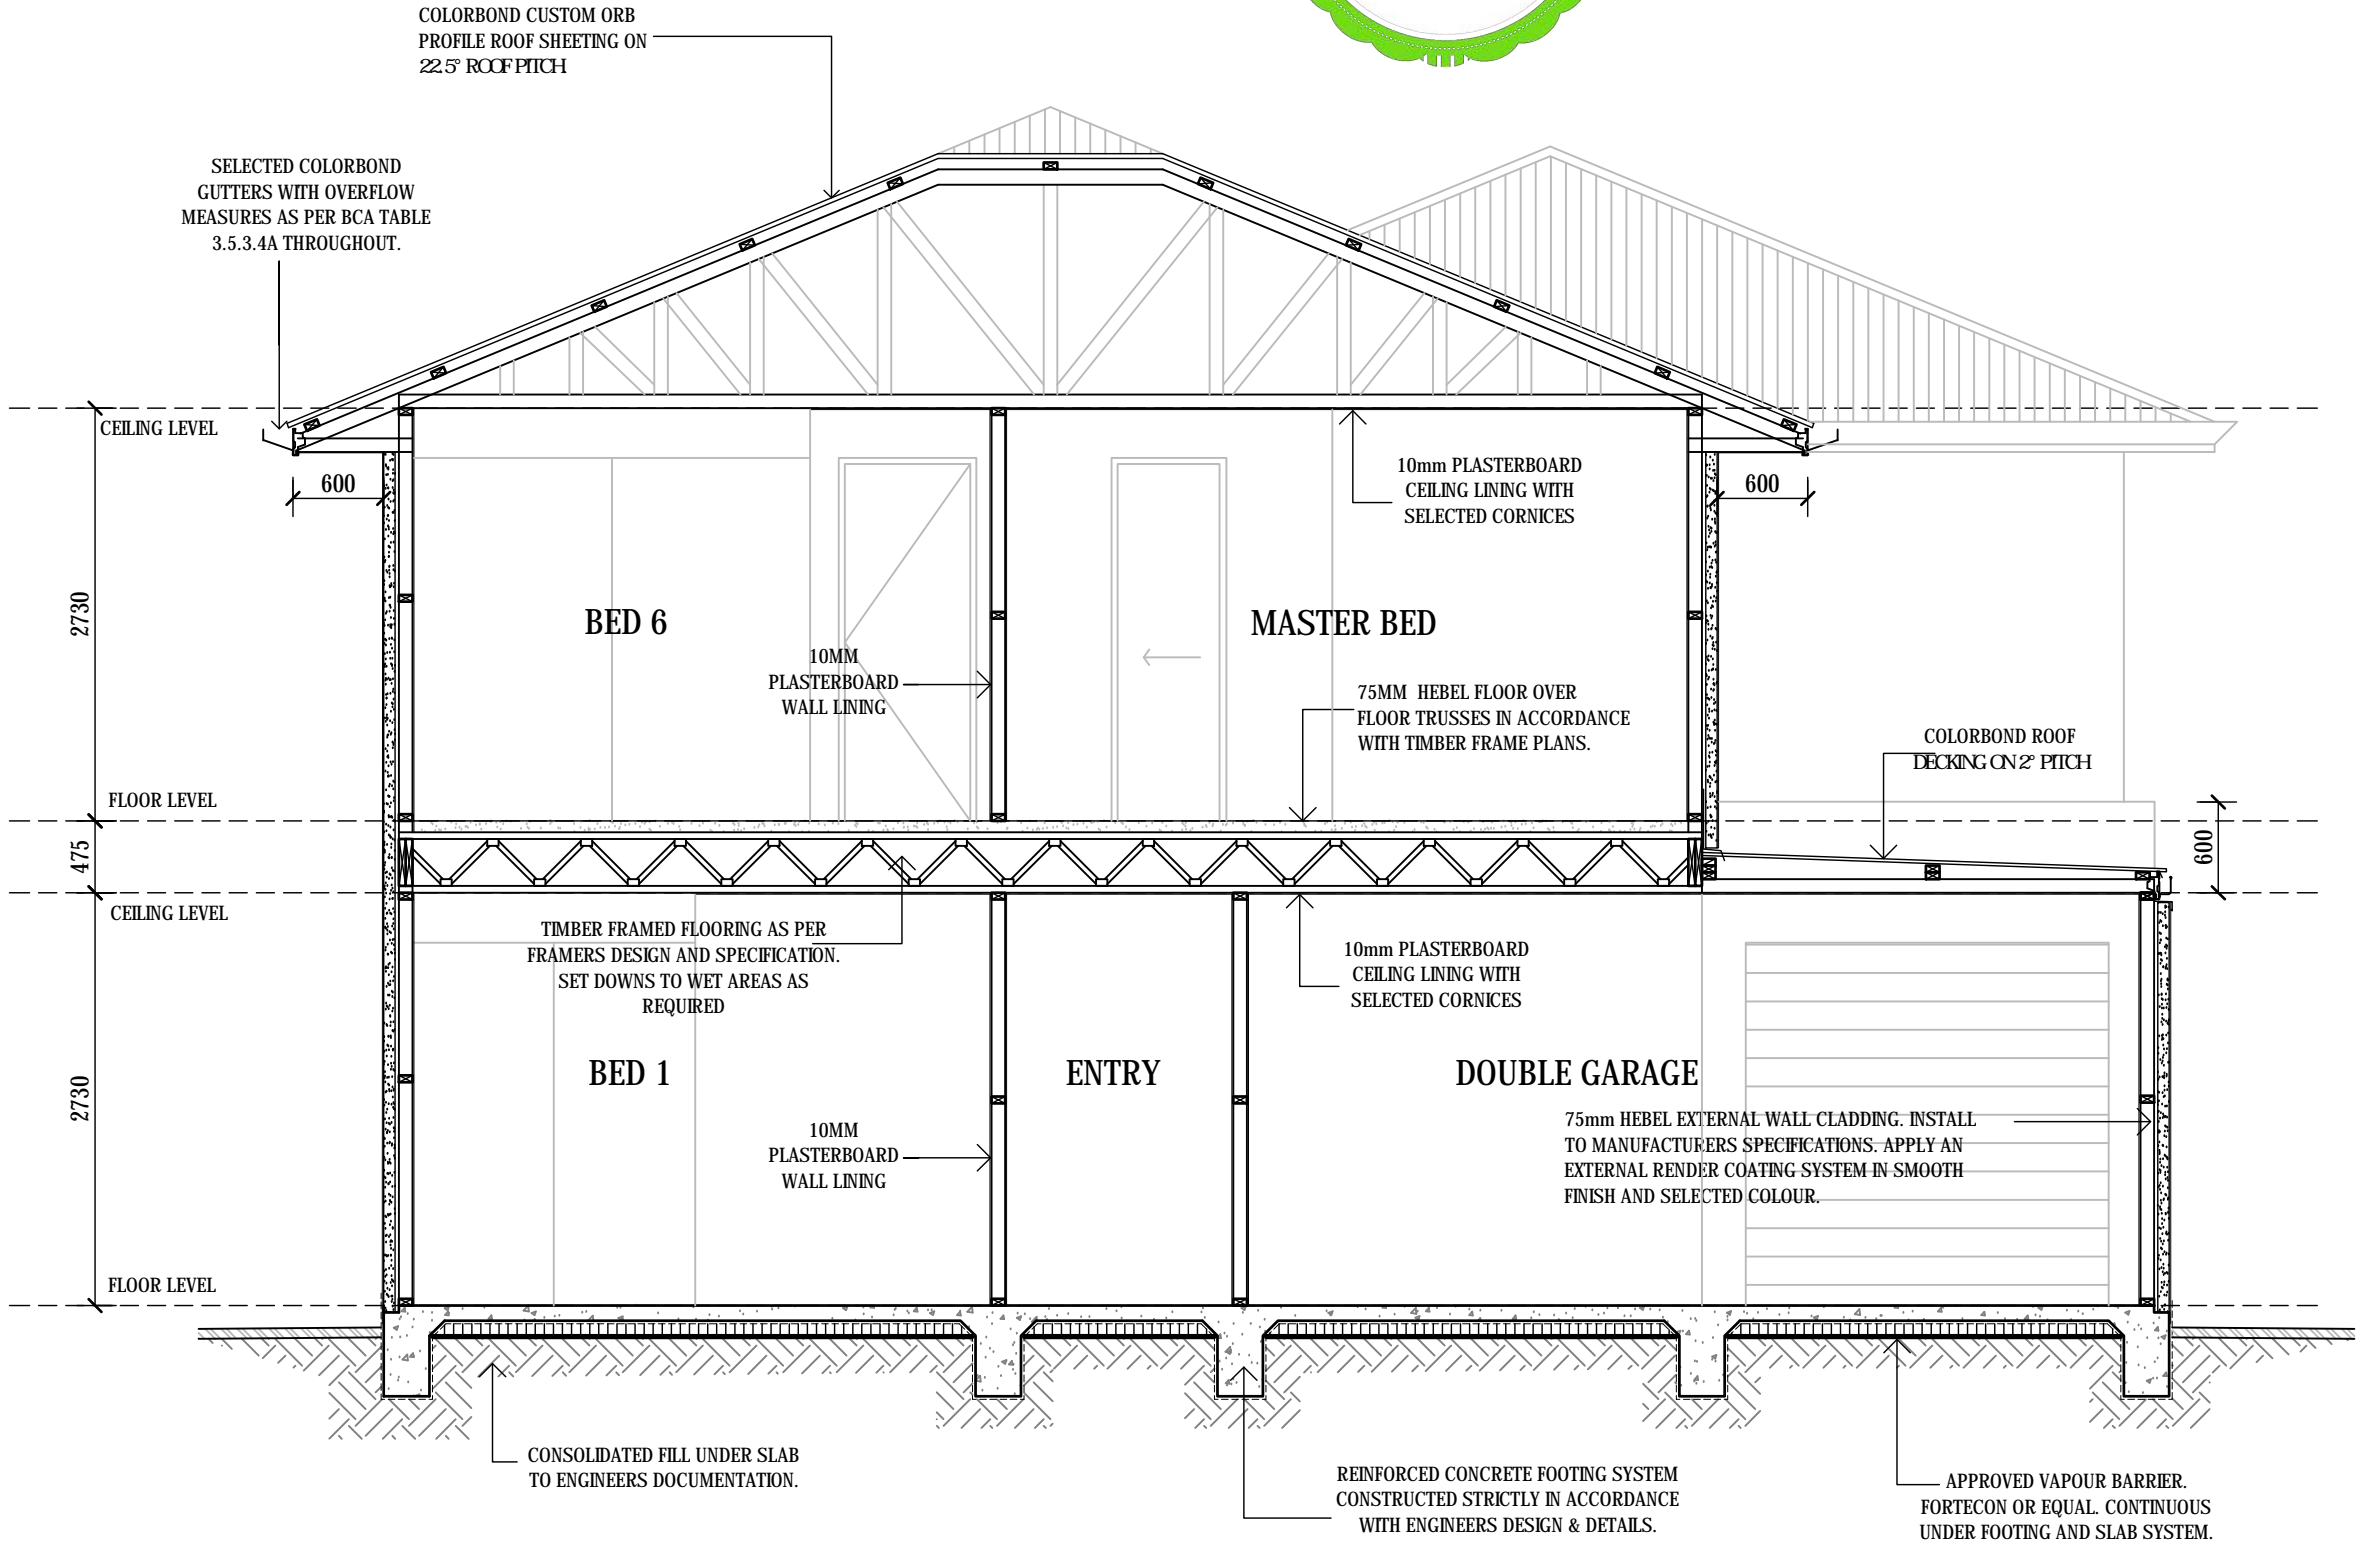 COLORBOND CUSTOM ORB
PROFILE ROOF SHEETING ON
22.5° ROOF PITCH
SELECTED COLORBOND
GUTTERS WITH OVERFLOW
MEASURES AS PER BCA TABLE
3.5.3.4A THROUGHOUT.
CEILING LEVEL
600
10mm PLASTERBOARD
CEILING LINING WITH
SELECTED CORNICES
600
2730
BED 6
MASTER BED
10MM
PLASTERBOARD
WALL LINING
75MM HEBEL FLOOR OVER
FLOOR TRUSSES IN ACCORDANCE
WITH TIMBER FRAME PLANS.
COLORBOND ROOF
DECKING ON 2° PITCH
FLOOR LEVEL
475
600
CEILING LEVEL
TIMBER FRAMED FLOORING AS PER
FRAMERS DESIGN AND SPECIFICATION.
SET DOWNS TO WET AREAS AS
REQUIRED
10mm PLASTERBOARD
CEILING LINING WITH
SELECTED CORNICES
2730
BED 1
ENTRY
DOUBLE GARAGE
10MM
PLASTERBOARD
WALL LINING
75mm HEBEL EXTERNAL WALL CLADDING. INSTALL
TO MANUFACTURERS SPECIFICATIONS. APPLY AN
EXTERNAL RENDER COATING SYSTEM IN SMOOTH
FINISH AND SELECTED COLOUR.
FLOOR LEVEL
CONSOLIDATED FILL UNDER SLAB
TO ENGINEERS DOCUMENTATION.
REINFORCED CONCRETE FOOTING SYSTEM
CONSTRUCTED STRICTLY IN ACCORDANCE
WITH ENGINEERS DESIGN & DETAILS.
APPROVED VAPOUR BARRIER.
FORTECON OR EQUAL. CONTINUOUS
UNDER FOOTING AND SLAB SYSTEM.